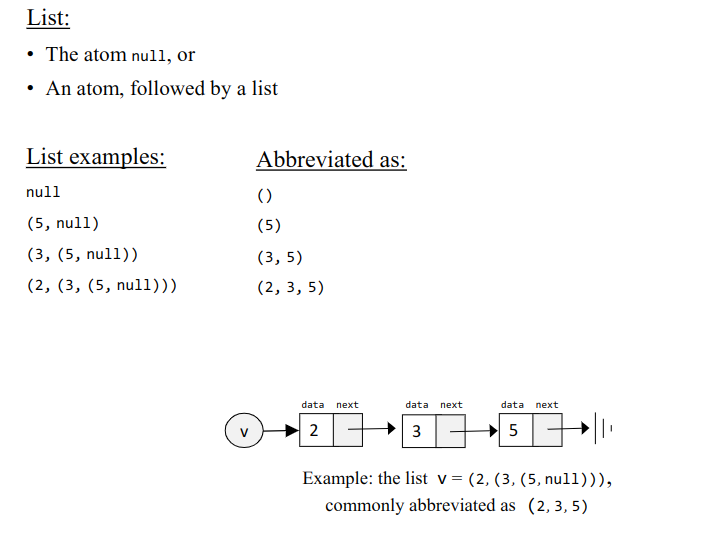 List:
• The atom null, or
• An atom, followed by a list
List examples:
Abbreviated as:
null
()
(5, null)
(5)
(3, (5, null))
(3, 5)
(2, (3, (5, null)))
(2, 3, 5)
data next data next data next
v 2 3 5
Example: the list v = (2, (3, (5, null))),
commonly abbreviated as (2, 3, 5)